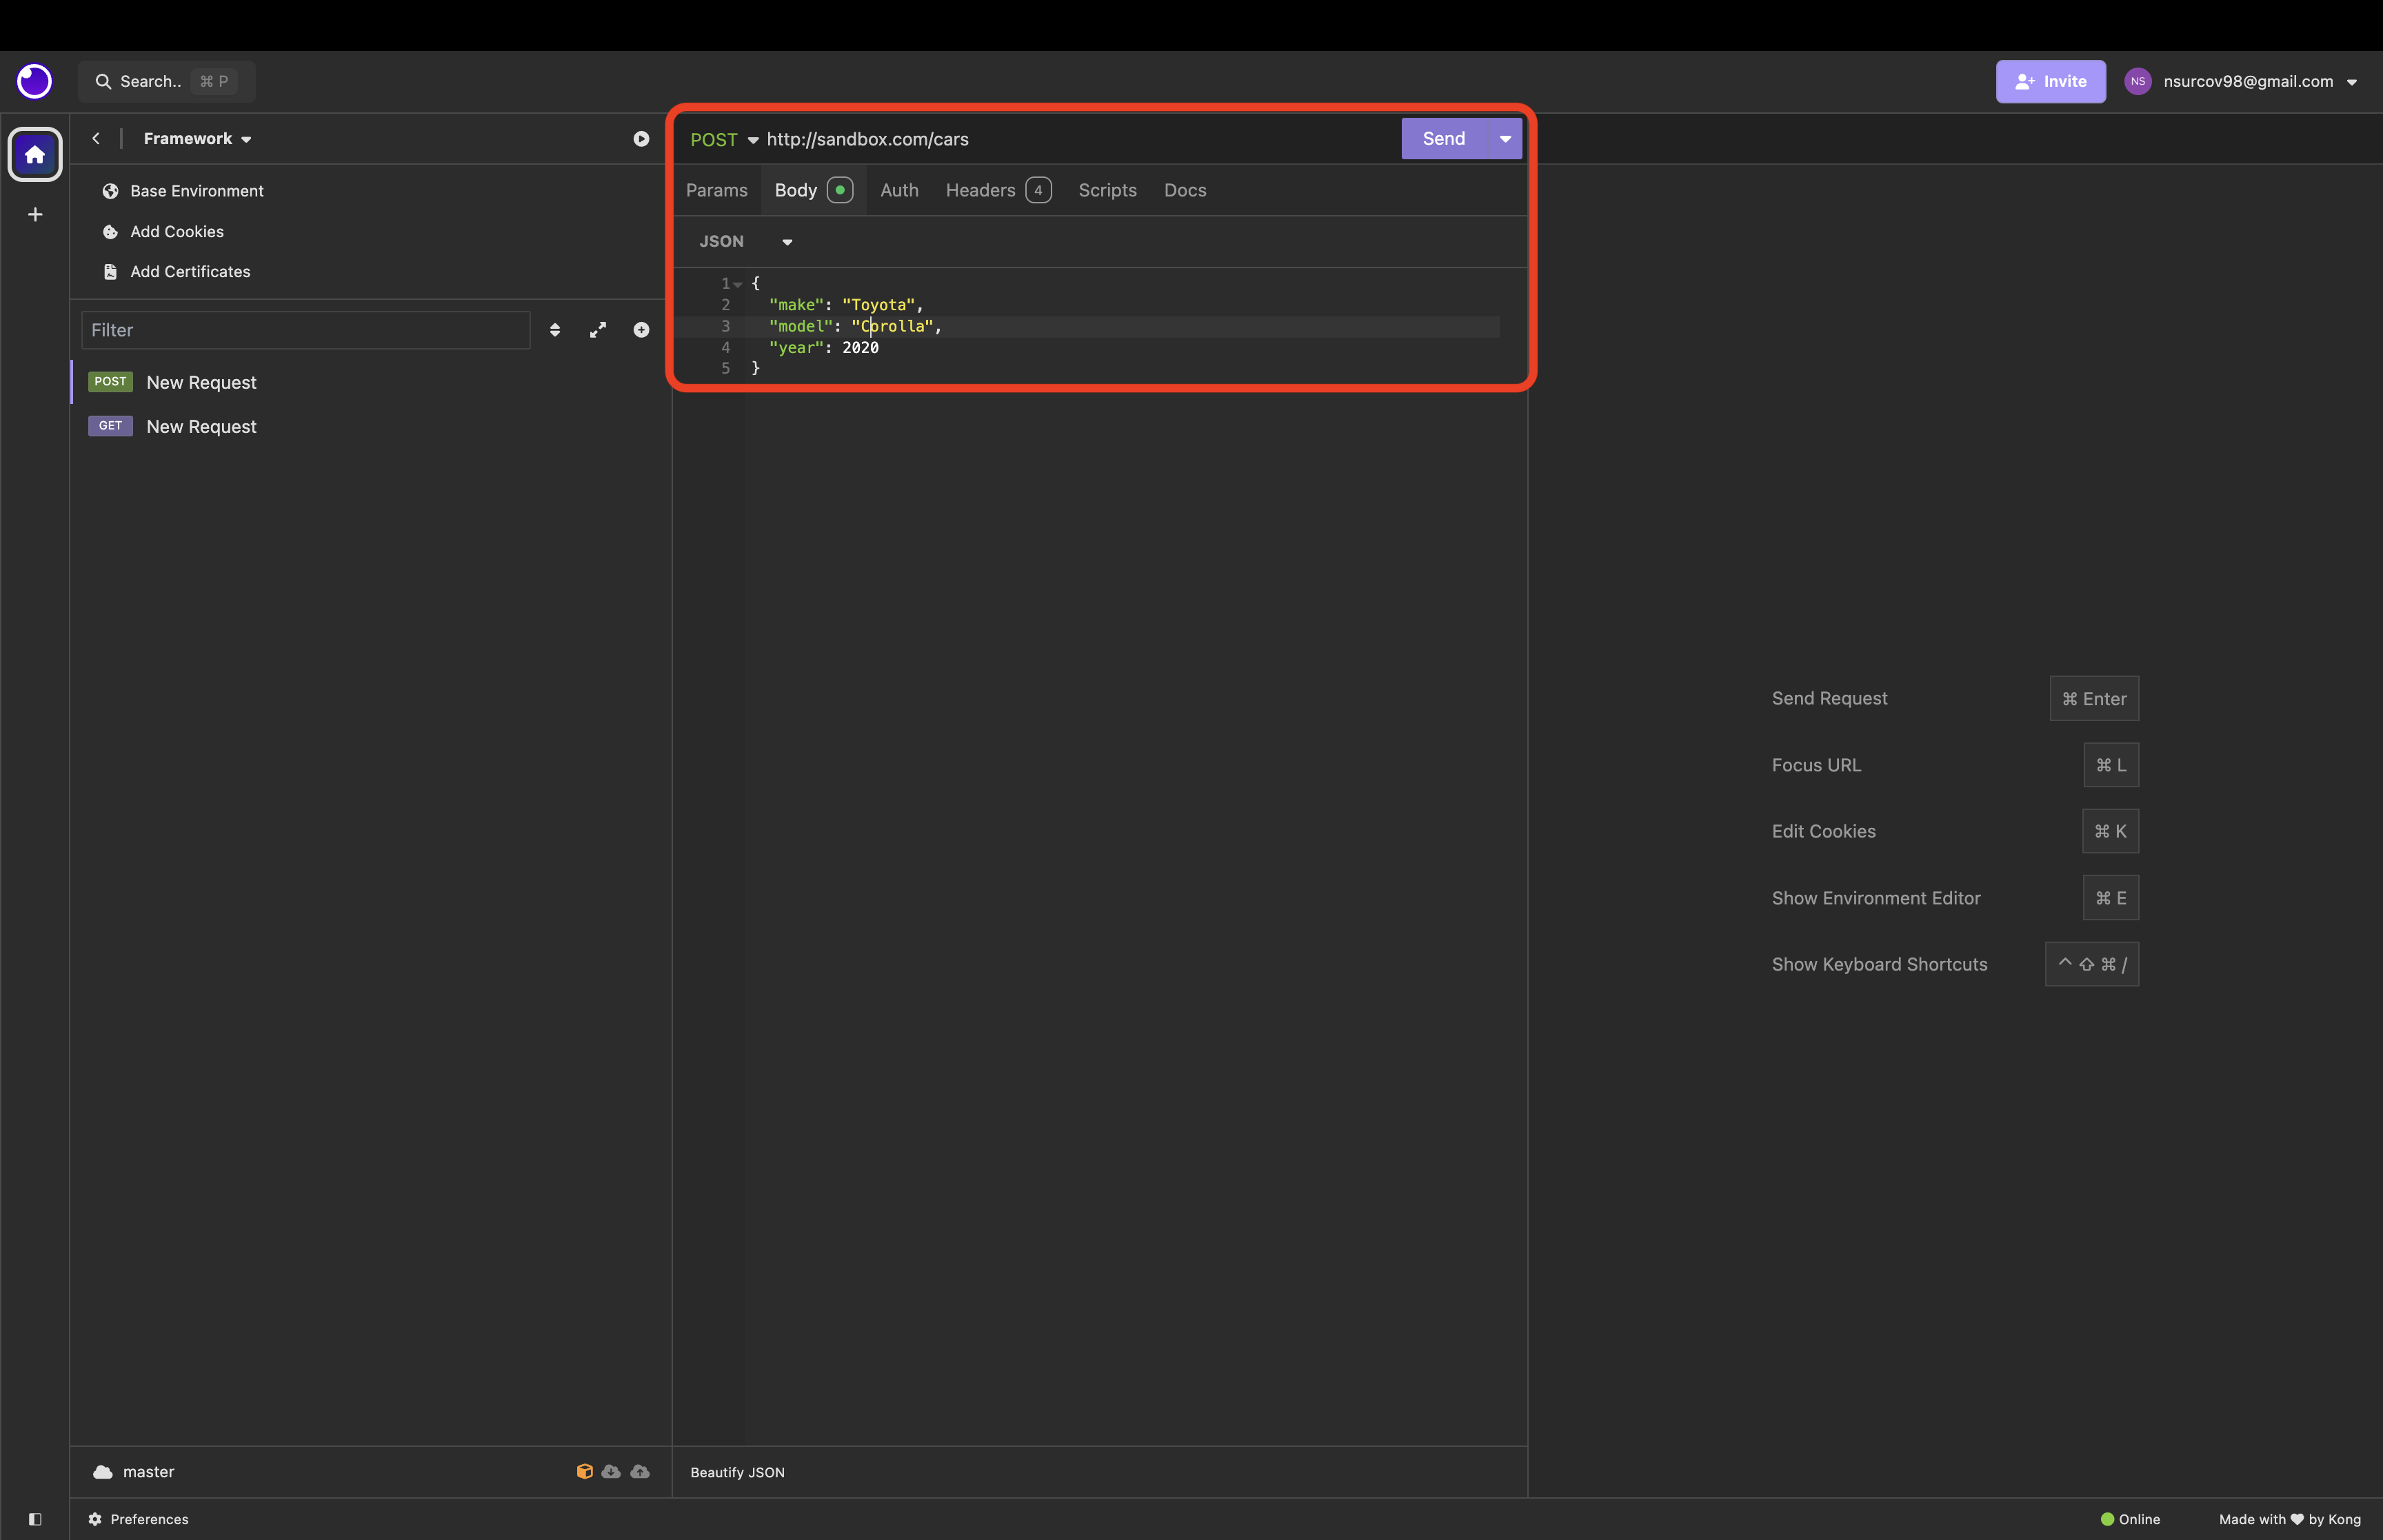 Search.. ⌘ P
Invite
NS nsurcov98@gmail.com
Framework
Base Environment
Add Cookies
Add Certificates
Filter
POST New Request
GET New Request
POST http://sandbox.com/cars
Send
Params Body Auth Headers 4 Scripts Docs
JSON
1 {
2 "make": "Toyota",
3 "model": "Corolla",
4 "year": 2020
5 }
Send Request ⌘ Enter
Focus URL ⌘ L
Edit Cookies ⌘ K
Show Environment Editor ⌘ E
Show Keyboard Shortcuts ^ ⇧ ⌘ /
master
Beautify JSON
Preferences
Online
Made with ♥ by Kong